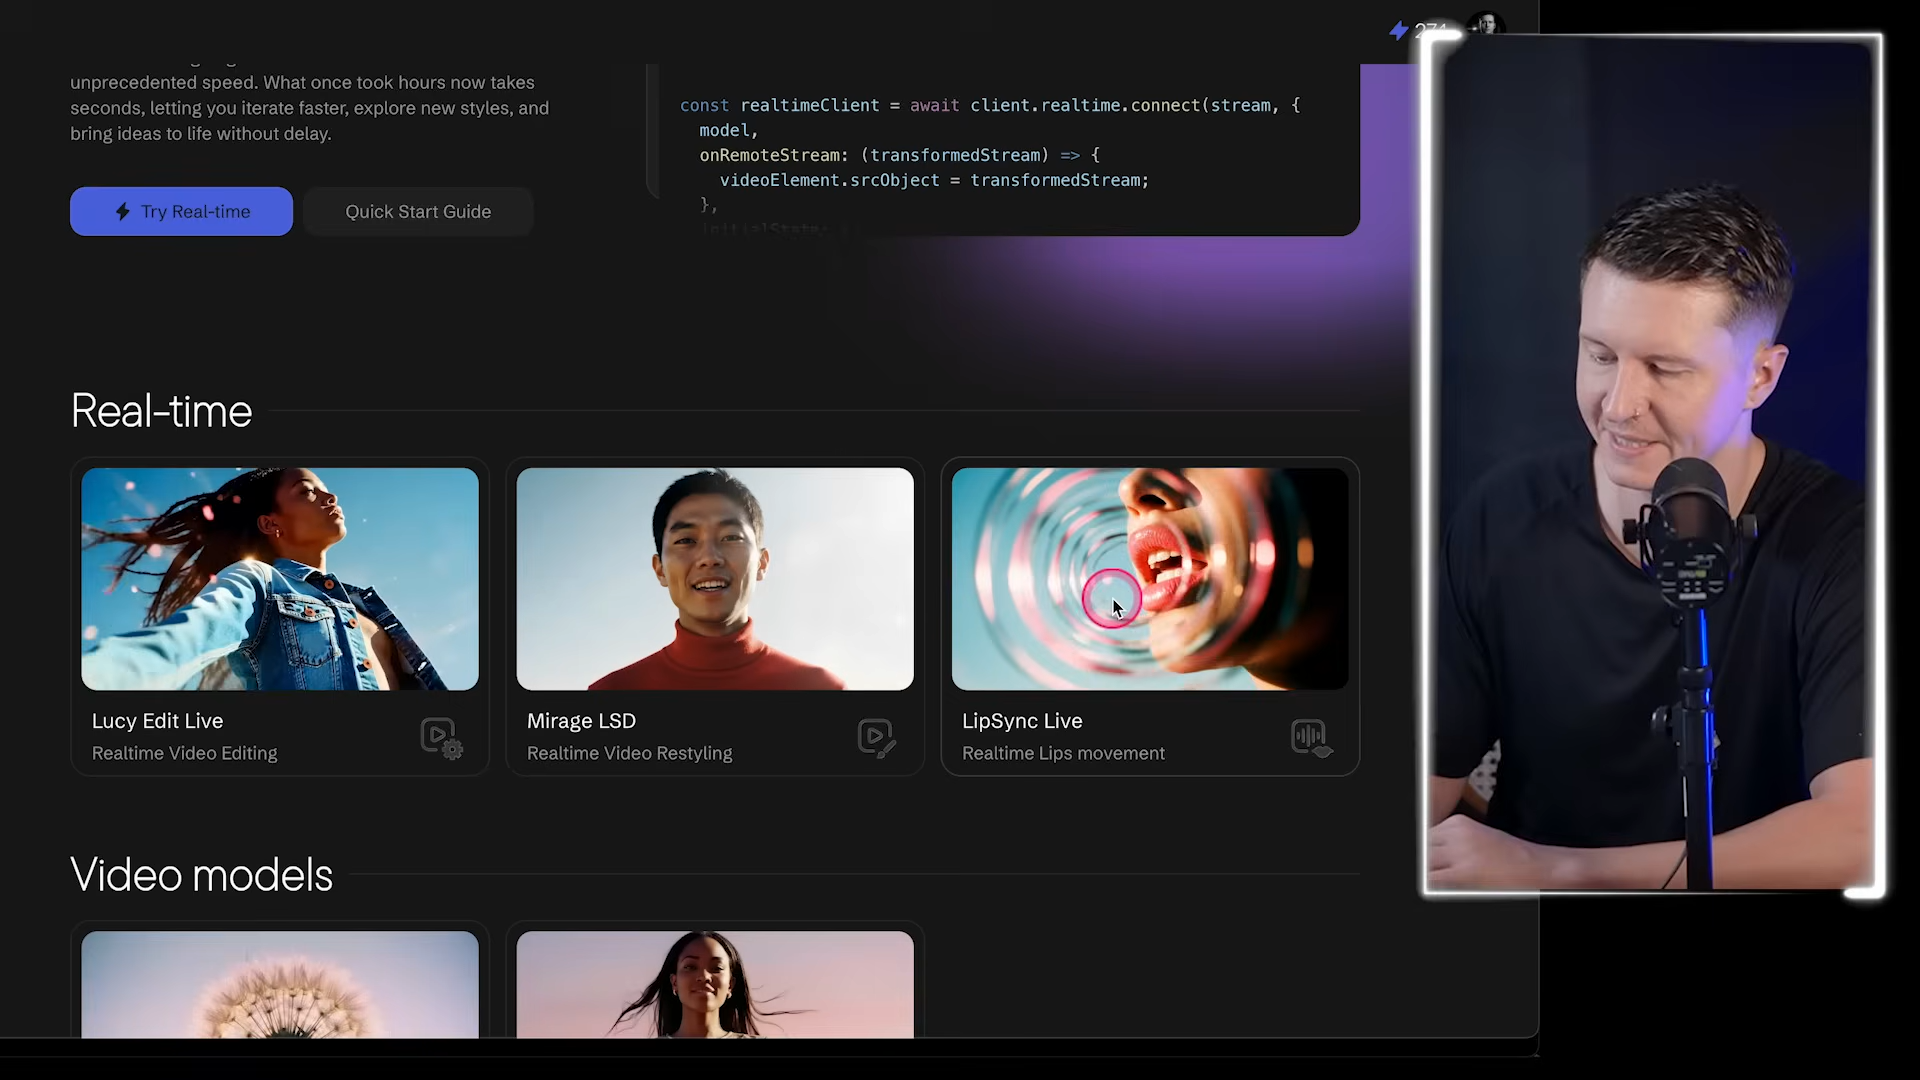 unprecedented speed. What once took hours now takes
seconds, letting you iterate faster, explore new styles, and
bring ideas to life without delay.
Try Real-time
Quick Start Guide
const realtimeClient = await client.realtime.connect(stream, {
model,
onRemoteStream: (transformedStream) => {
videoElement.srcObject = transformedStream;
},
Real-time
Lucy Edit Live
Realtime Video Editing
Mirage LSD
Realtime Video Restyling
LipSync Live
Realtime Lips movement
Video models